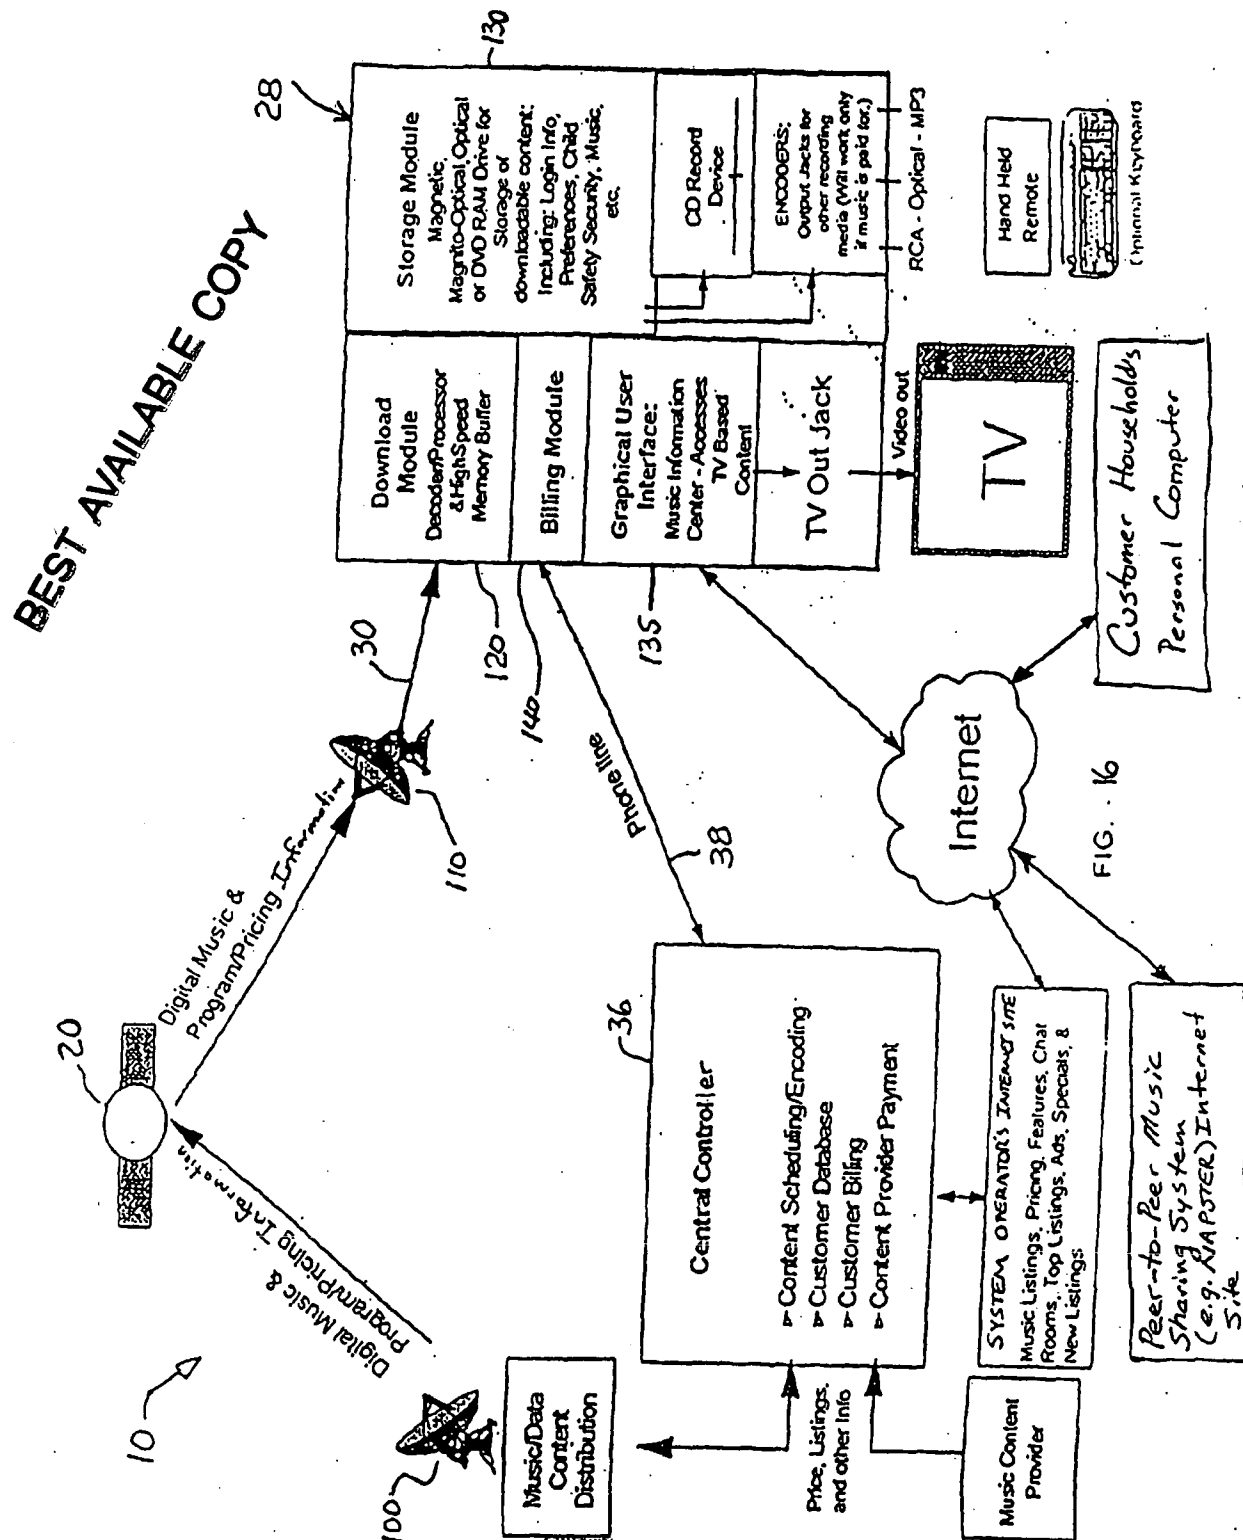 BEST AVAILABLE COPY
10
20
Digital Music &
Program/Pricing Information
Digital Music &
Program/Pricing Information
100
110
30
28
130
Music/Data
Content
Distribution
Download
Module
Decoder/Processor
& High Speed
Memory Buffer
120
Billing Module
140
Graphical User
Interface:
Music Information
Center - Accesses
TV Based
Content
135
TV Out Jack
Video out
TV
Storage Module
Magnetic,
Magnito-Optical, Optical
or DVD RAM Drive for
Storage of
downloadable content:
Including: Login Info,
Preferences, Child
Safety Security, Music,
etc.
CD Record
Device
ENCODERS:
Output Jacks for
other recording
media (Will work only
if music is paid for.)
RCA - Optical - MP3
Hand Held
Remote
Optional Keyboard
Phone line
38
36
Central Controller
▻ Content Scheduling/Encoding
▻ Customer Database
▻ Customer Billing
▻ Content Provider Payment
Price, Listings,
and other Info
Music Content
Provider
SYSTEM OPERATOR'S INTERNET SITE
Music Listings, Pricing, Features, Chat
Rooms, Top Listings, Ads, Specials, &
New Listings
Peer-to-Peer Music
Sharing System
(e.g. NAPSTER) Internet
Site
Internet
Customer Households
Personal Computer
FIG. 16